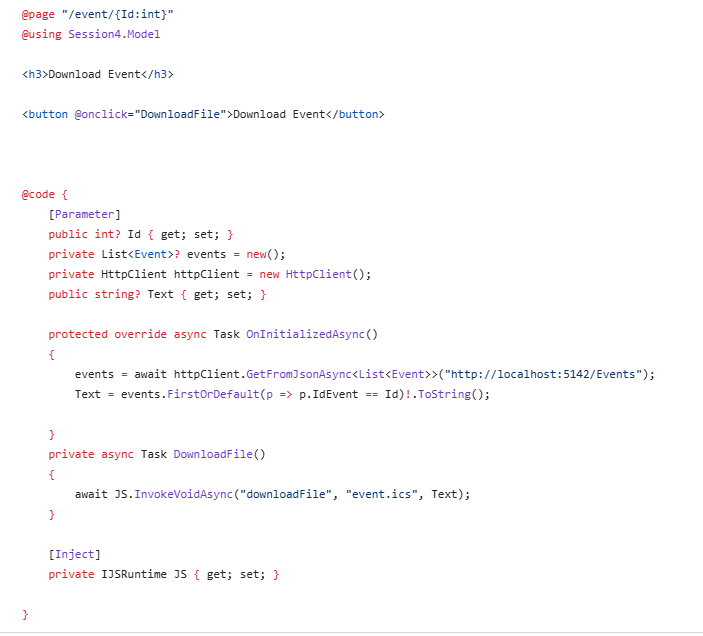 @page "/event/{Id:int}"
@using Session4.Model
<h3>Download Event</h3>
<button @onclick="DownloadFile">Download Event</button>
@code {
[Parameter]
public int? Id { get; set; }
private List<Event>? events = new();
private HttpClient httpClient = new HttpClient();
public string? Text { get; set; }
protected override async Task OnInitializedAsync()
{
events = await httpClient.GetFromJsonAsync<List<Event>>("http://localhost:5142/Events");
Text = events.FirstOrDefault(p => p.IdEvent == Id)!.ToString();
}
private async Task DownloadFile()
{
await JS.InvokeVoidAsync("downloadFile", "event.ics", Text);
}
[Inject]
private IJSRuntime JS { get; set; }
}